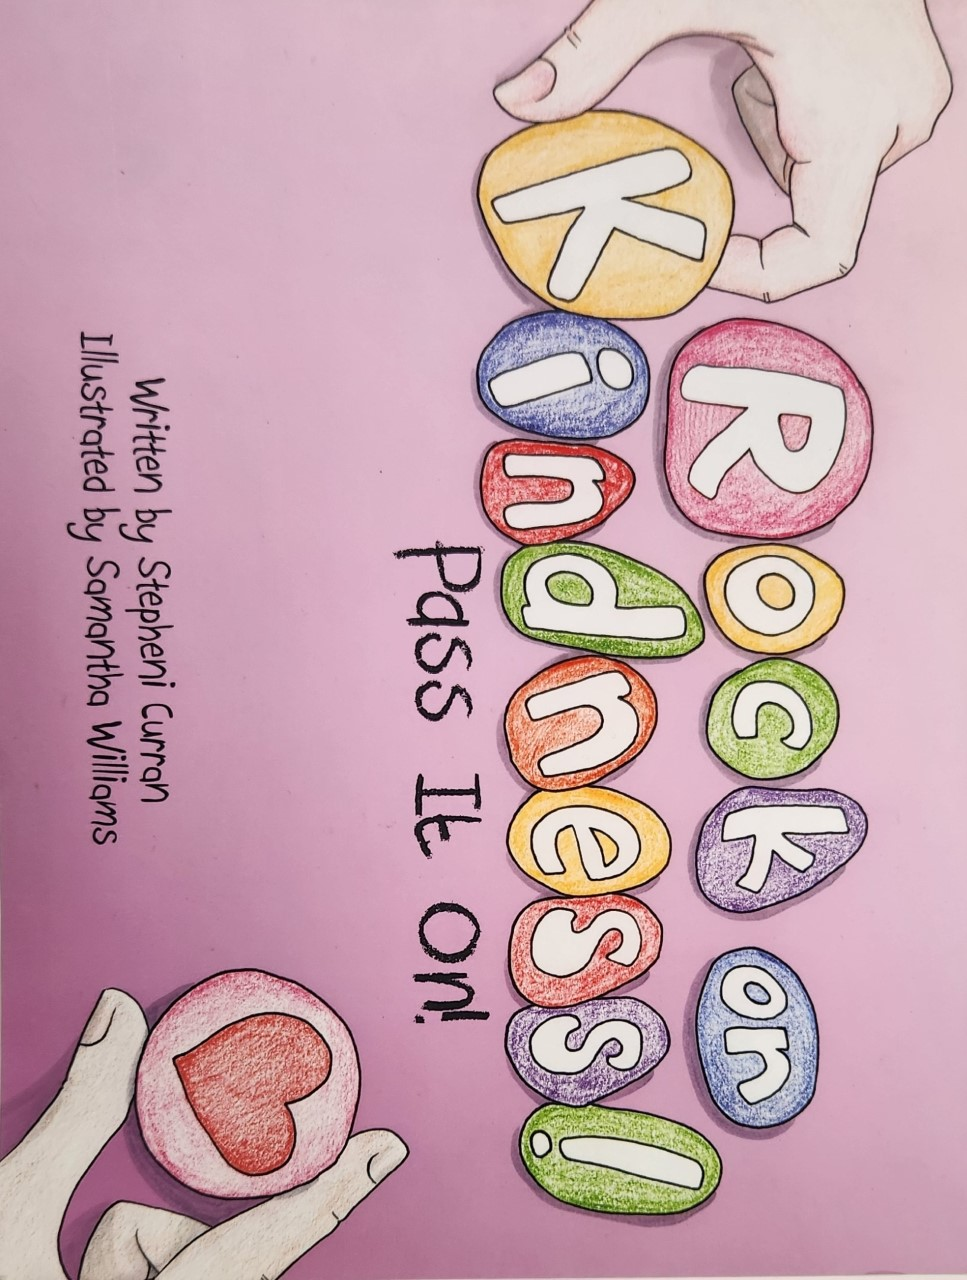 Rock on
Kindness!
Pass It On!
Written by Stepheni Curran
Illustrated by Samantha Williams